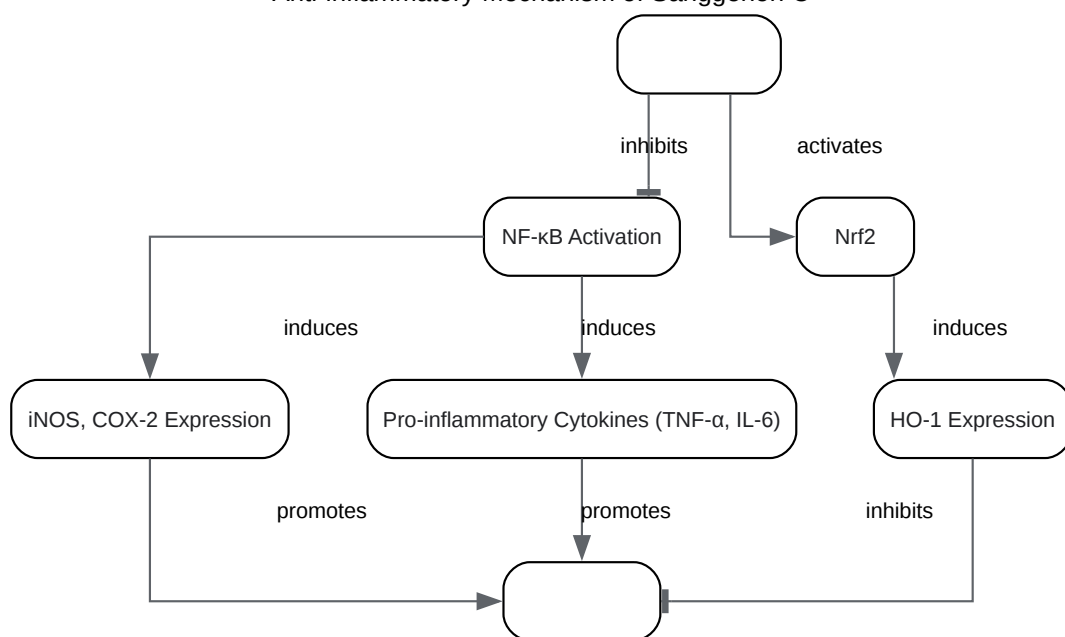 Anti-Inflammatory Mechanism of Sanggenon C
inhibits
activates
NF-κB Activation
Nrf2
induces
induces
induces
iNOS, COX-2 Expression
Pro-inflammatory Cytokines (TNF-α, IL-6)
HO-1 Expression
promotes
promotes
inhibits